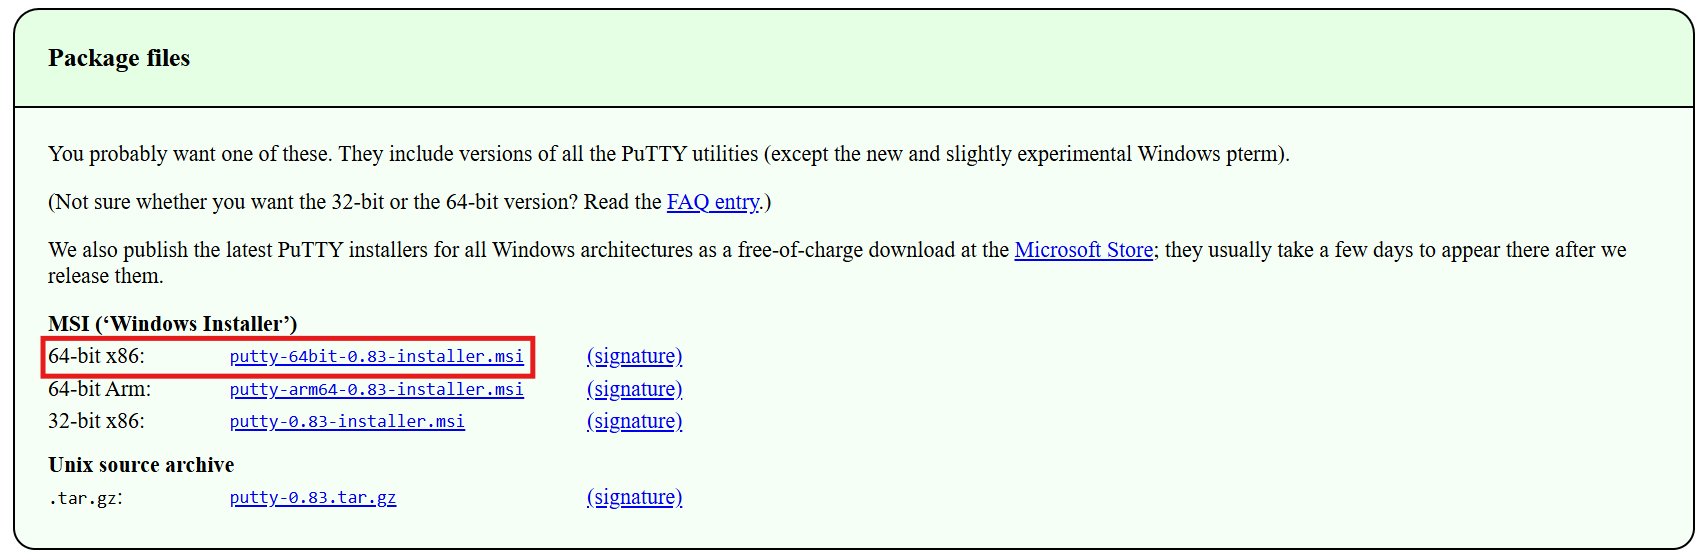 Package files
You probably want one of these. They include versions of all the PuTTY utilities (except the new and slightly experimental Windows pterm).
(Not sure whether you want the 32-bit or the 64-bit version? Read the FAQ entry.)
We also publish the latest PuTTY installers for all Windows architectures as a free-of-charge download at the Microsoft Store; they usually take a few days to appear there after we
release them.
MSI (‘Windows Installer’)
64-bit x86: putty-64bit-0.83-installer.msi (signature)
64-bit Arm: putty-arm64-0.83-installer.msi (signature)
32-bit x86: putty-0.83-installer.msi (signature)
Unix source archive
.tar.gz: putty-0.83.tar.gz (signature)